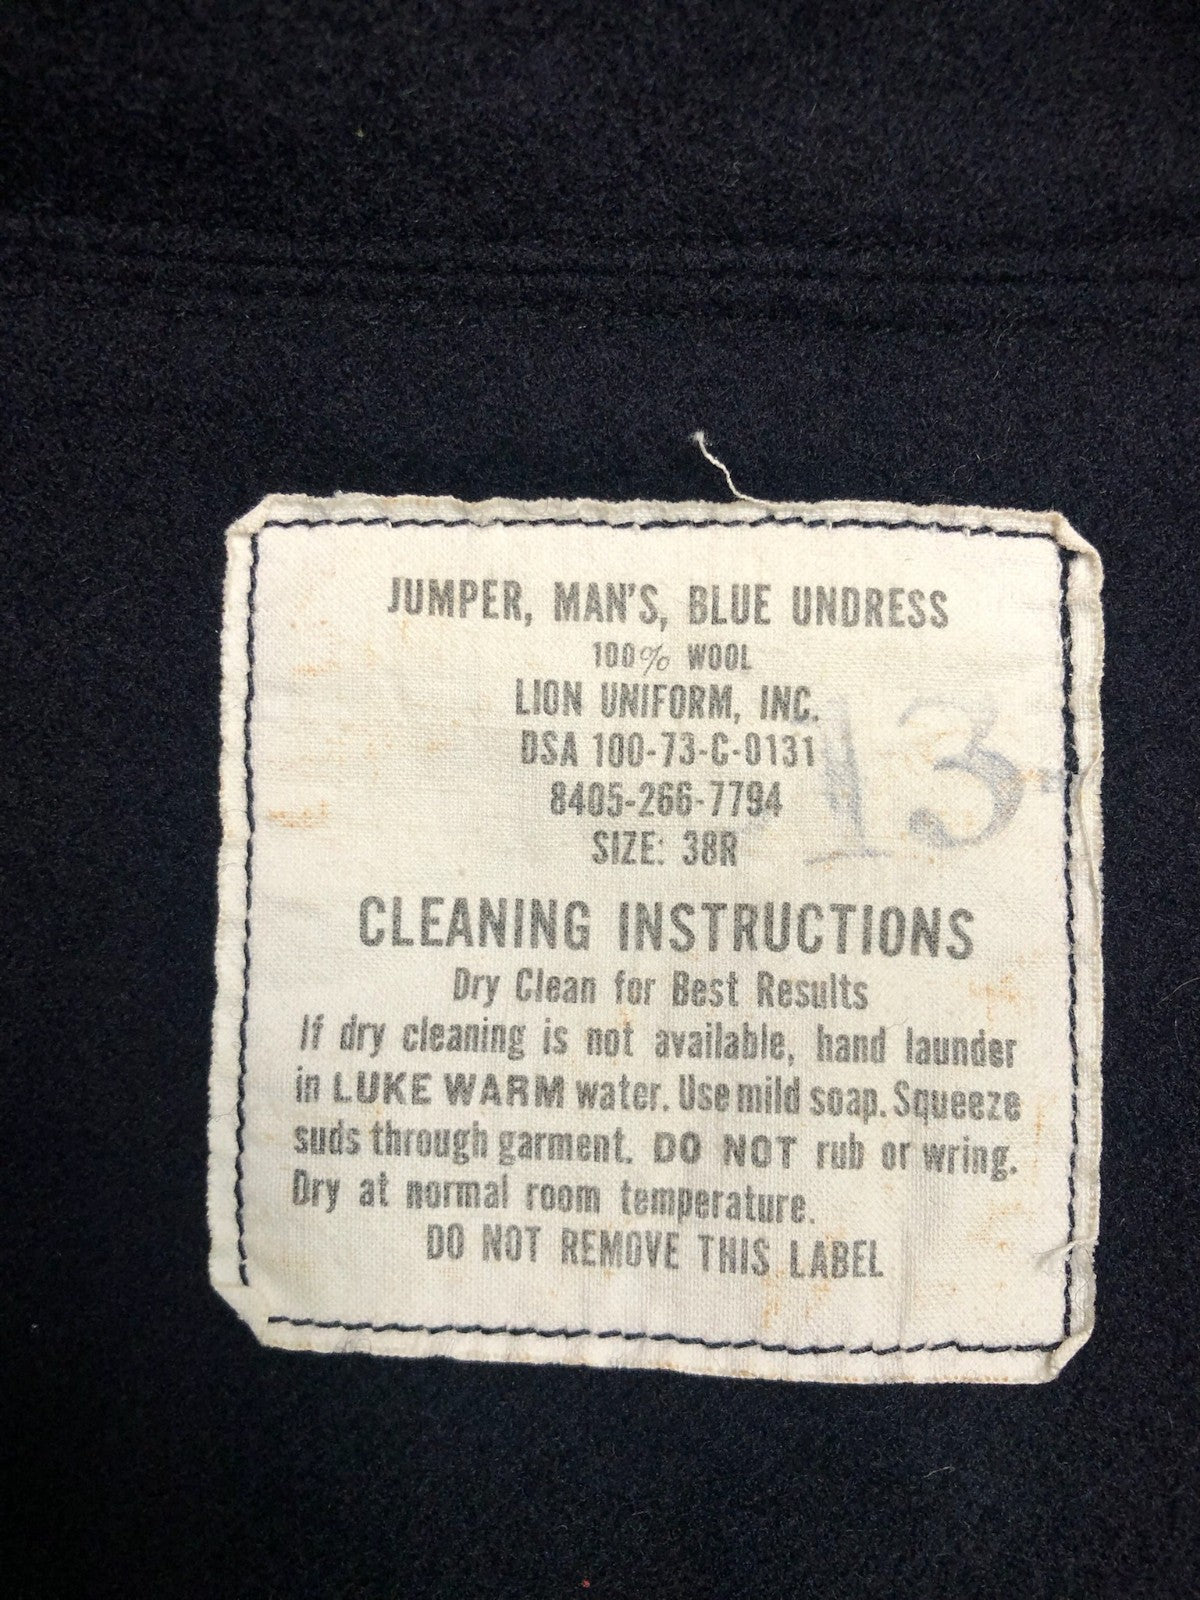 JUMPER, MAN'S, BLUE UNDRESS
100% WOOL
LION UNIFORM, INC.
DSA 100-73-C-0131
8405-266-7794
SIZE: 38R
13
CLEANING INSTRUCTIONS
Dry Clean for Best Results
If dry cleaning is not available, hand launder
in LUKE WARM water. Use mild soap. Squeeze
suds through garment. DO NOT rub or wring.
Dry at normal room temperature.
DO NOT REMOVE THIS LABEL